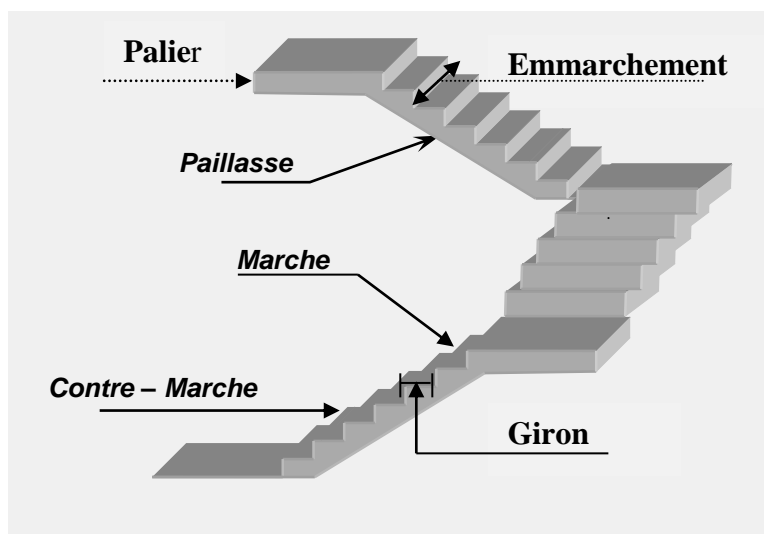 Palier
Emmarchement
Paillasse
Marche
Contre – Marche
Giron